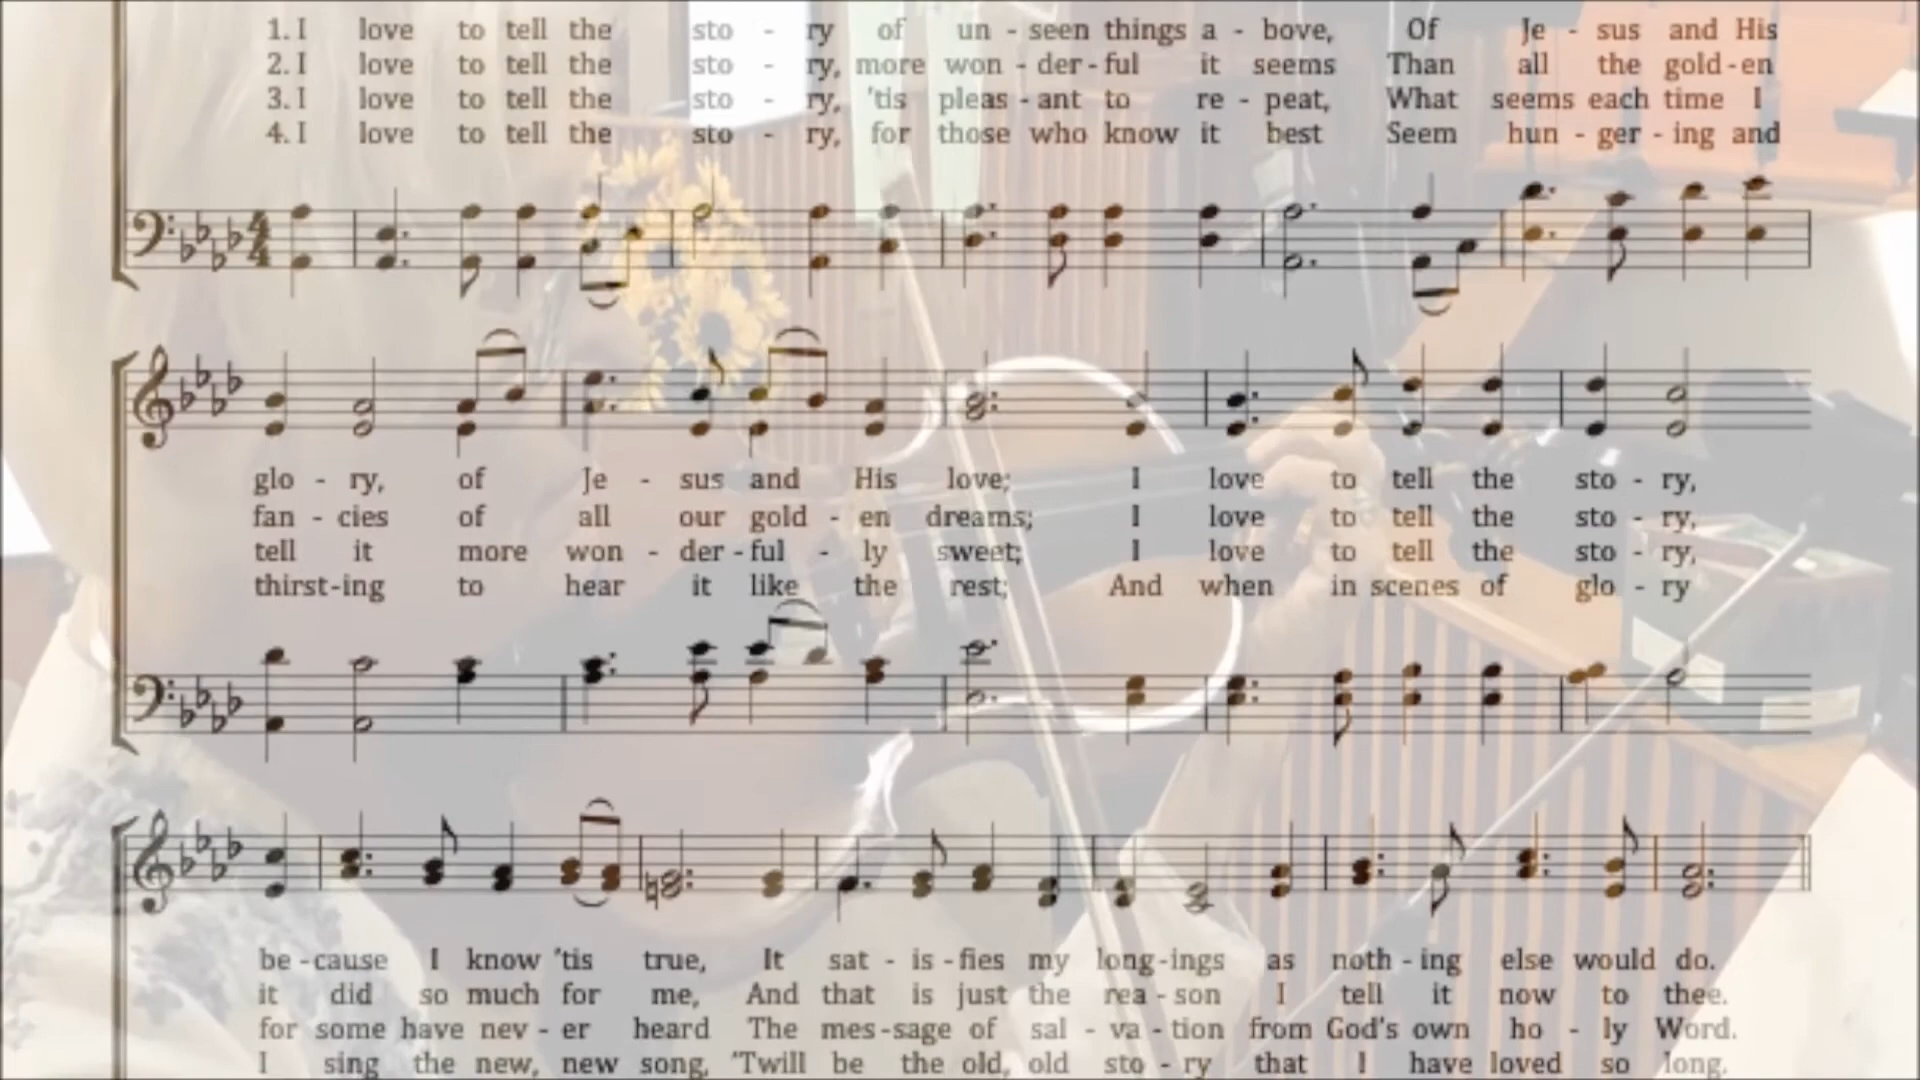 1. I love to tell the sto - ry of un - seen things a - bove, Of Je - sus and His
2. I love to tell the sto - ry, more won - der - ful it seems Than all the gold - en
3. I love to tell the sto - ry, 'tis pleas - ant to re - peat, What seems each time I
4. I love to tell the sto - ry, for those who know it best Seem hun - ger - ing and
glo - ry, of Je - sus and His love; I love to tell the sto - ry,
fan - cies of all our gold - en dreams; I love to tell the sto - ry,
tell it more won - der - ful - ly sweet; I love to tell the sto - ry,
thirst - ing to hear it like the rest; And when in scenes of glo - ry
be - cause I know 'tis true, It sat - is - fies my long - ings as noth - ing else would do.
it did so much for me, And that is just the rea - son I tell it now to thee.
for some have nev - er heard The mes - sage of sal - va - tion from God's own ho - ly Word.
I sing the new, new song, 'Twill be the old, old sto - ry that I have loved so long.